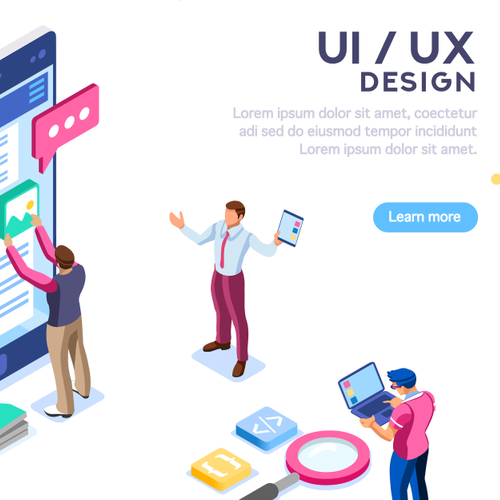 UI / UX
DESIGN
Lorem ipsum dolor sit amet, coectetur
adi sed do eiusmod tempor incididunt
Lorem ipsum dolor sit amet.
Learn more
</>
{...}